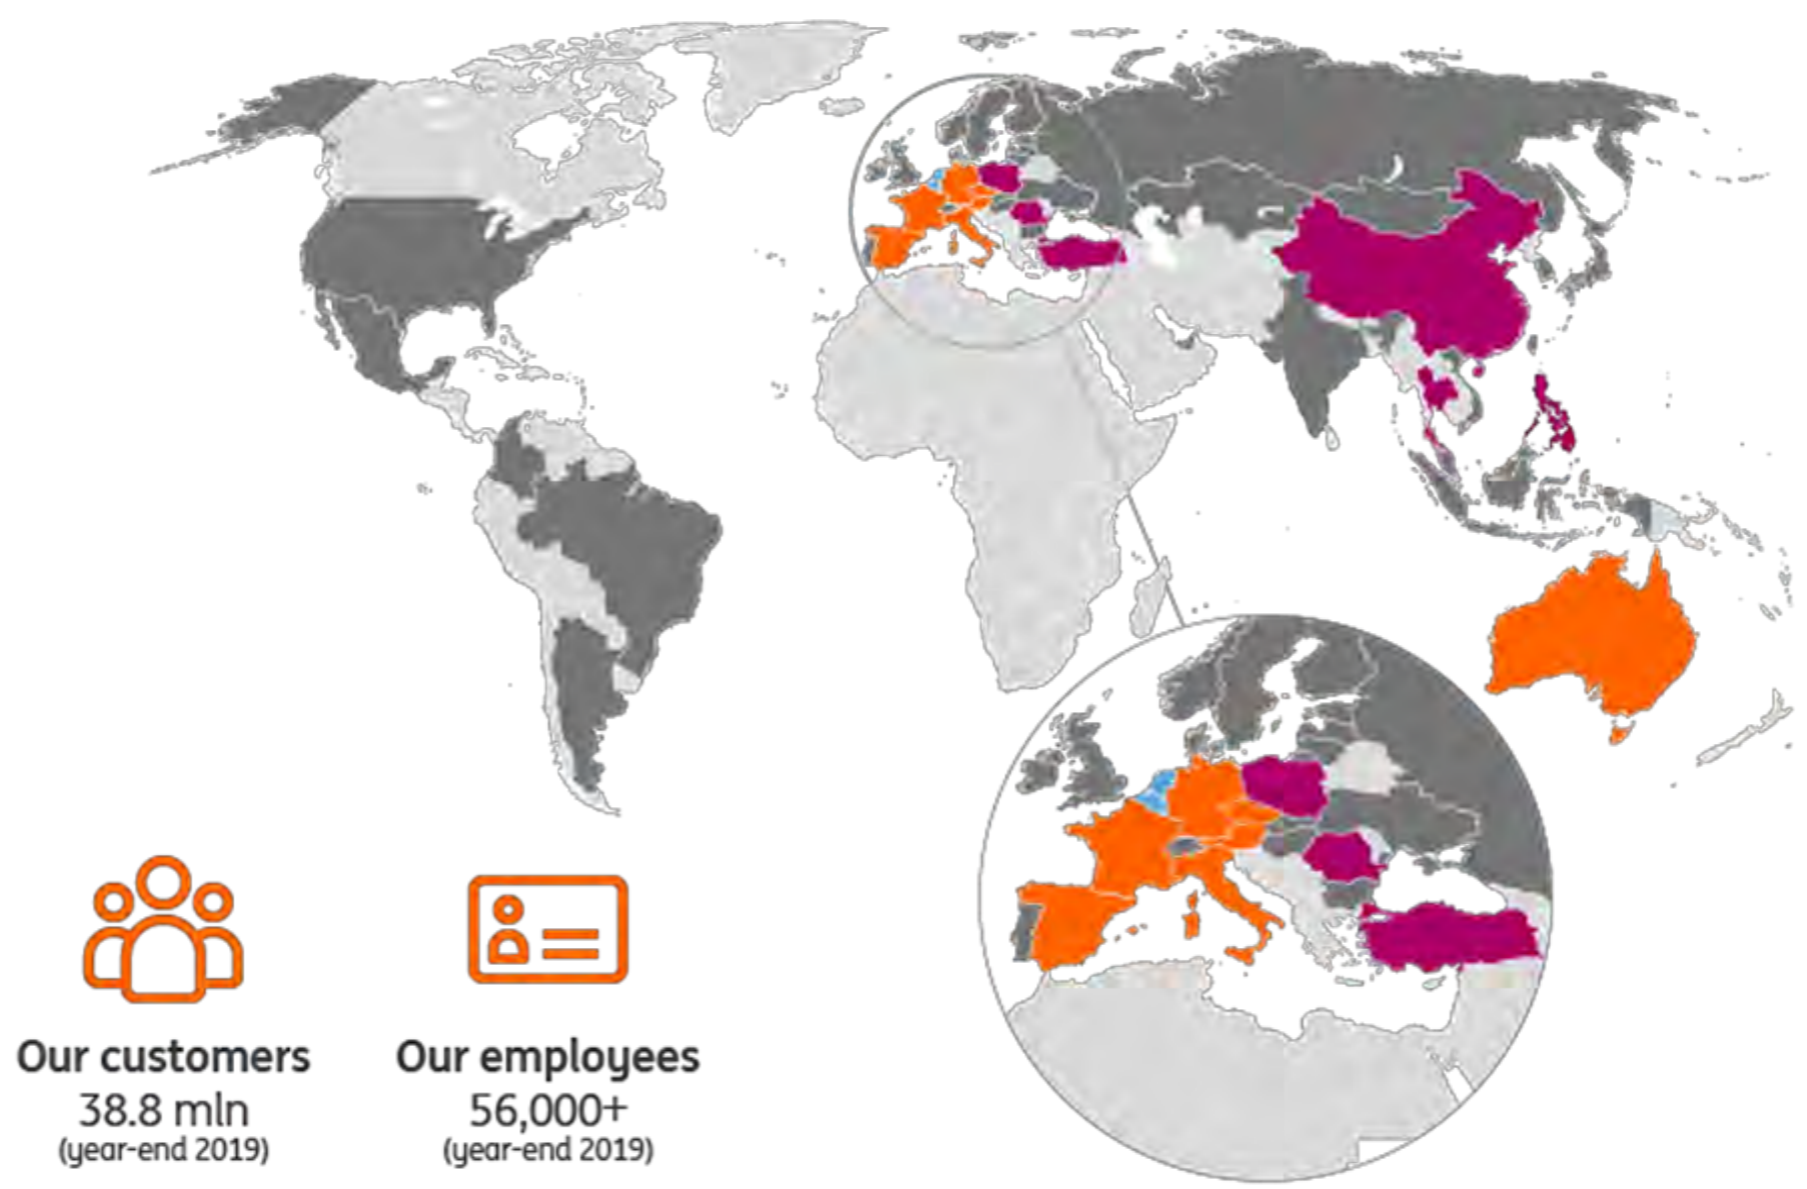 Our customers
38.8 mln
(year-end 2019)
Our employees
56,000+
(year-end 2019)